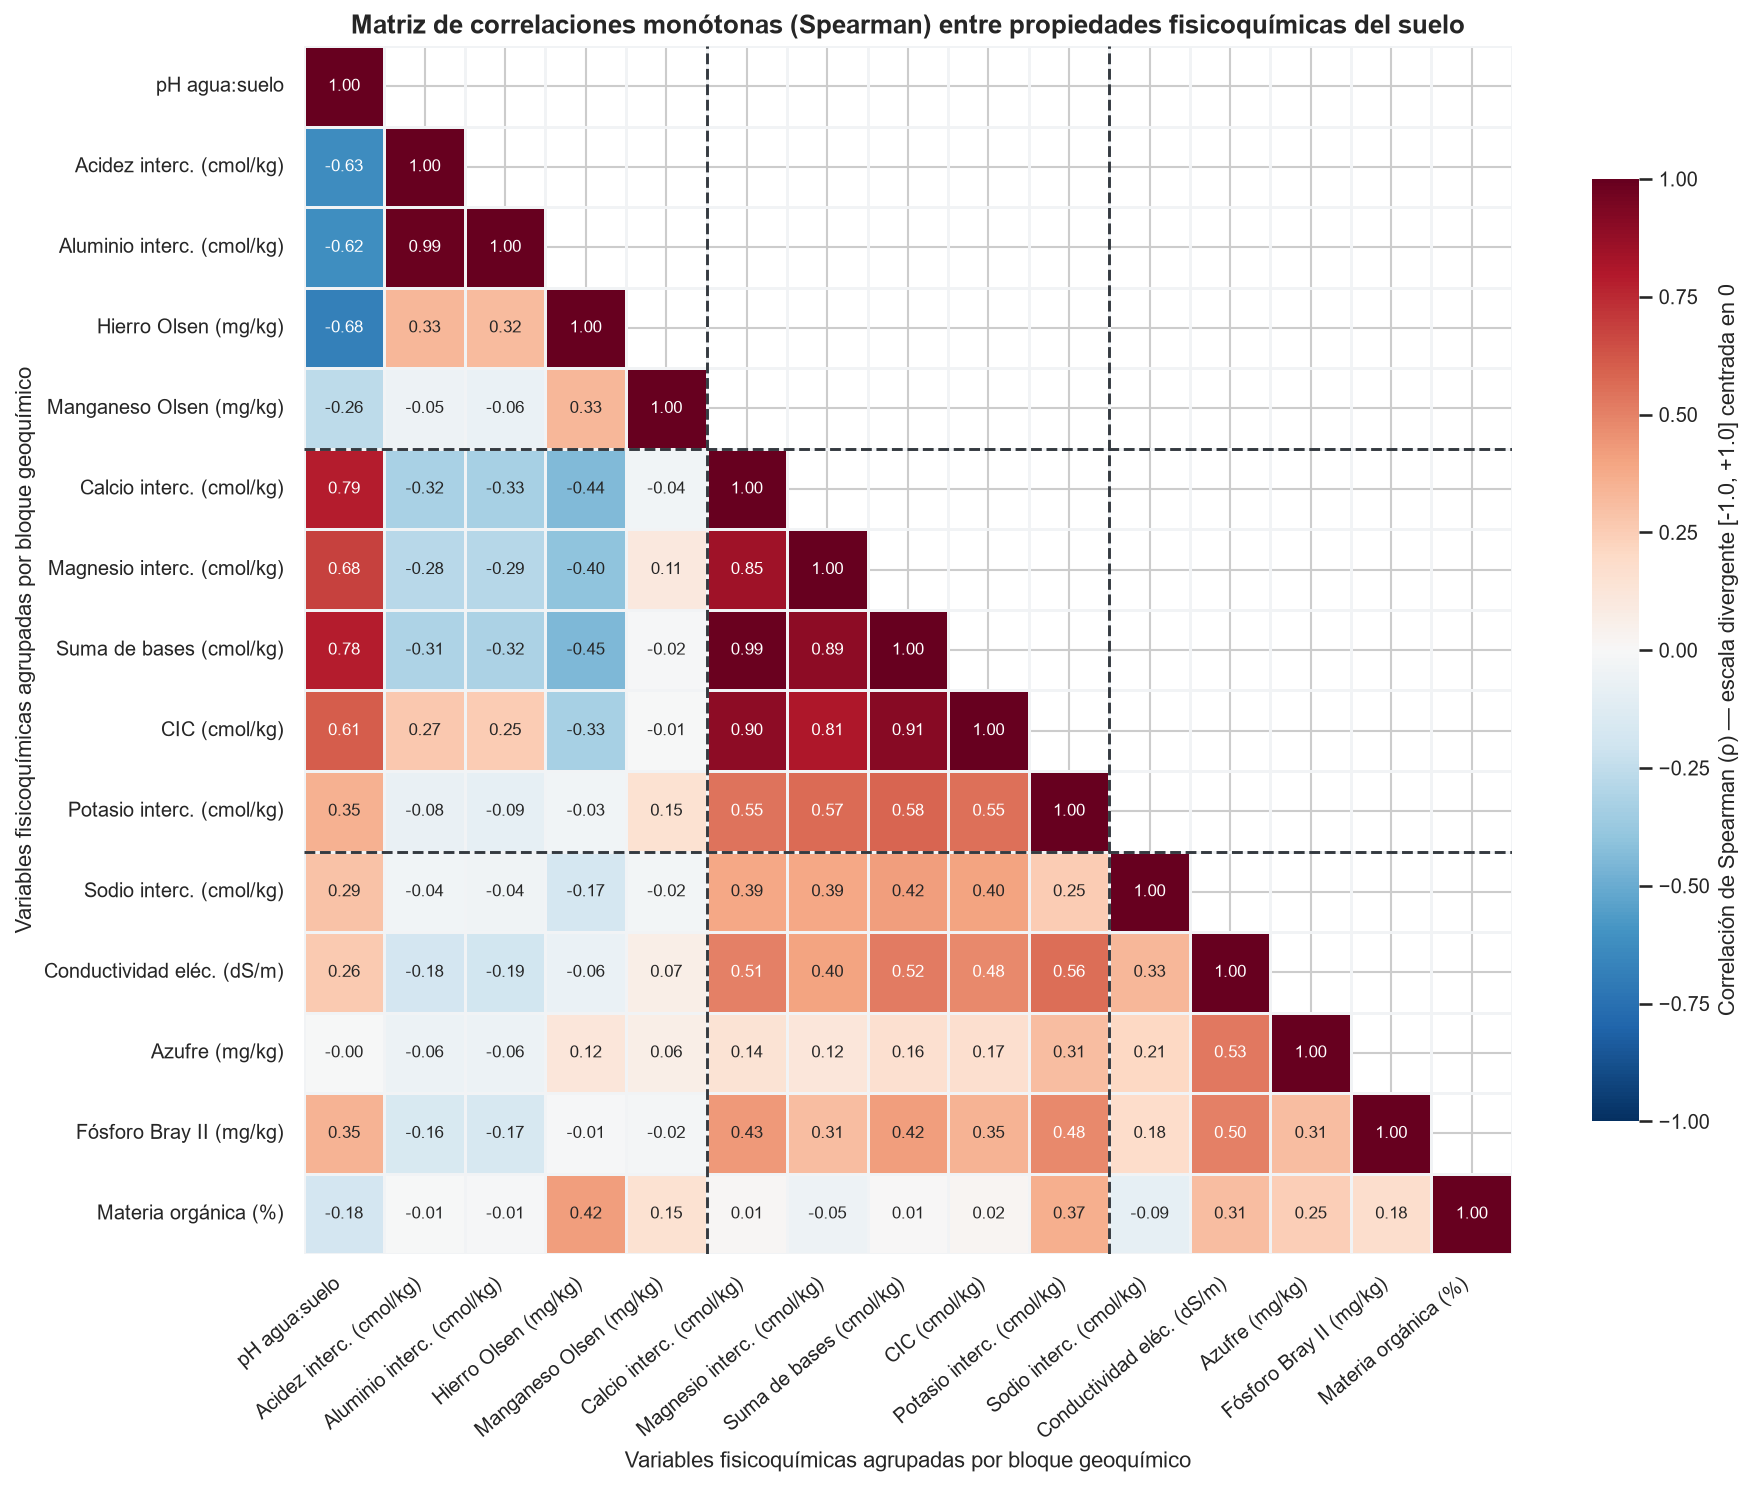 Matriz de correlaciones monótonas (Spearman) entre propiedades fisicoquímicas del suelo
Variables fisicoquímicas agrupadas por bloque geoquímico
pH agua:suelo 1.00
Acidez interc. (cmol/kg) -0.63 1.00
Aluminio interc. (cmol/kg) -0.62 0.99 1.00
Hierro Olsen (mg/kg) -0.68 0.33 0.32 1.00
Manganeso Olsen (mg/kg) -0.26 -0.05 -0.06 0.33 1.00
Calcio interc. (cmol/kg) 0.79 -0.32 -0.33 -0.44 -0.04 1.00
Magnesio interc. (cmol/kg) 0.68 -0.28 -0.29 -0.40 0.11 0.85 1.00
Suma de bases (cmol/kg) 0.78 -0.31 -0.32 -0.45 -0.02 0.99 0.89 1.00
CIC (cmol/kg) 0.61 0.27 0.25 -0.33 -0.01 0.90 0.81 0.91 1.00
Potasio interc. (cmol/kg) 0.35 -0.08 -0.09 -0.03 0.15 0.55 0.57 0.58 0.55 1.00
Sodio interc. (cmol/kg) 0.29 -0.04 -0.04 -0.17 -0.02 0.39 0.39 0.42 0.40 0.25 1.00
Conductividad eléc. (dS/m) 0.26 -0.18 -0.19 -0.06 0.07 0.51 0.40 0.52 0.48 0.56 0.33 1.00
Azufre (mg/kg) -0.00 -0.06 -0.06 0.12 0.06 0.14 0.12 0.16 0.17 0.31 0.21 0.53 1.00
Fósforo Bray II (mg/kg) 0.35 -0.16 -0.17 -0.01 -0.02 0.43 0.31 0.42 0.35 0.48 0.18 0.50 0.31 1.00
Materia orgánica (%) -0.18 -0.01 -0.01 0.42 0.15 0.01 -0.05 0.01 0.02 0.37 -0.09 0.31 0.25 0.18 1.00
pH agua:suelo
Acidez interc. (cmol/kg)
Aluminio interc. (cmol/kg)
Hierro Olsen (mg/kg)
Manganeso Olsen (mg/kg)
Calcio interc. (cmol/kg)
Magnesio interc. (cmol/kg)
Suma de bases (cmol/kg)
CIC (cmol/kg)
Potasio interc. (cmol/kg)
Sodio interc. (cmol/kg)
Conductividad eléc. (dS/m)
Azufre (mg/kg)
Fósforo Bray II (mg/kg)
Materia orgánica (%)
Variables fisicoquímicas agrupadas por bloque geoquímico
1.00
0.75
0.50
0.25
0.00
−0.25
−0.50
−0.75
−1.00
Correlación de Spearman (ρ) — escala divergente [-1.0, +1.0] centrada en 0